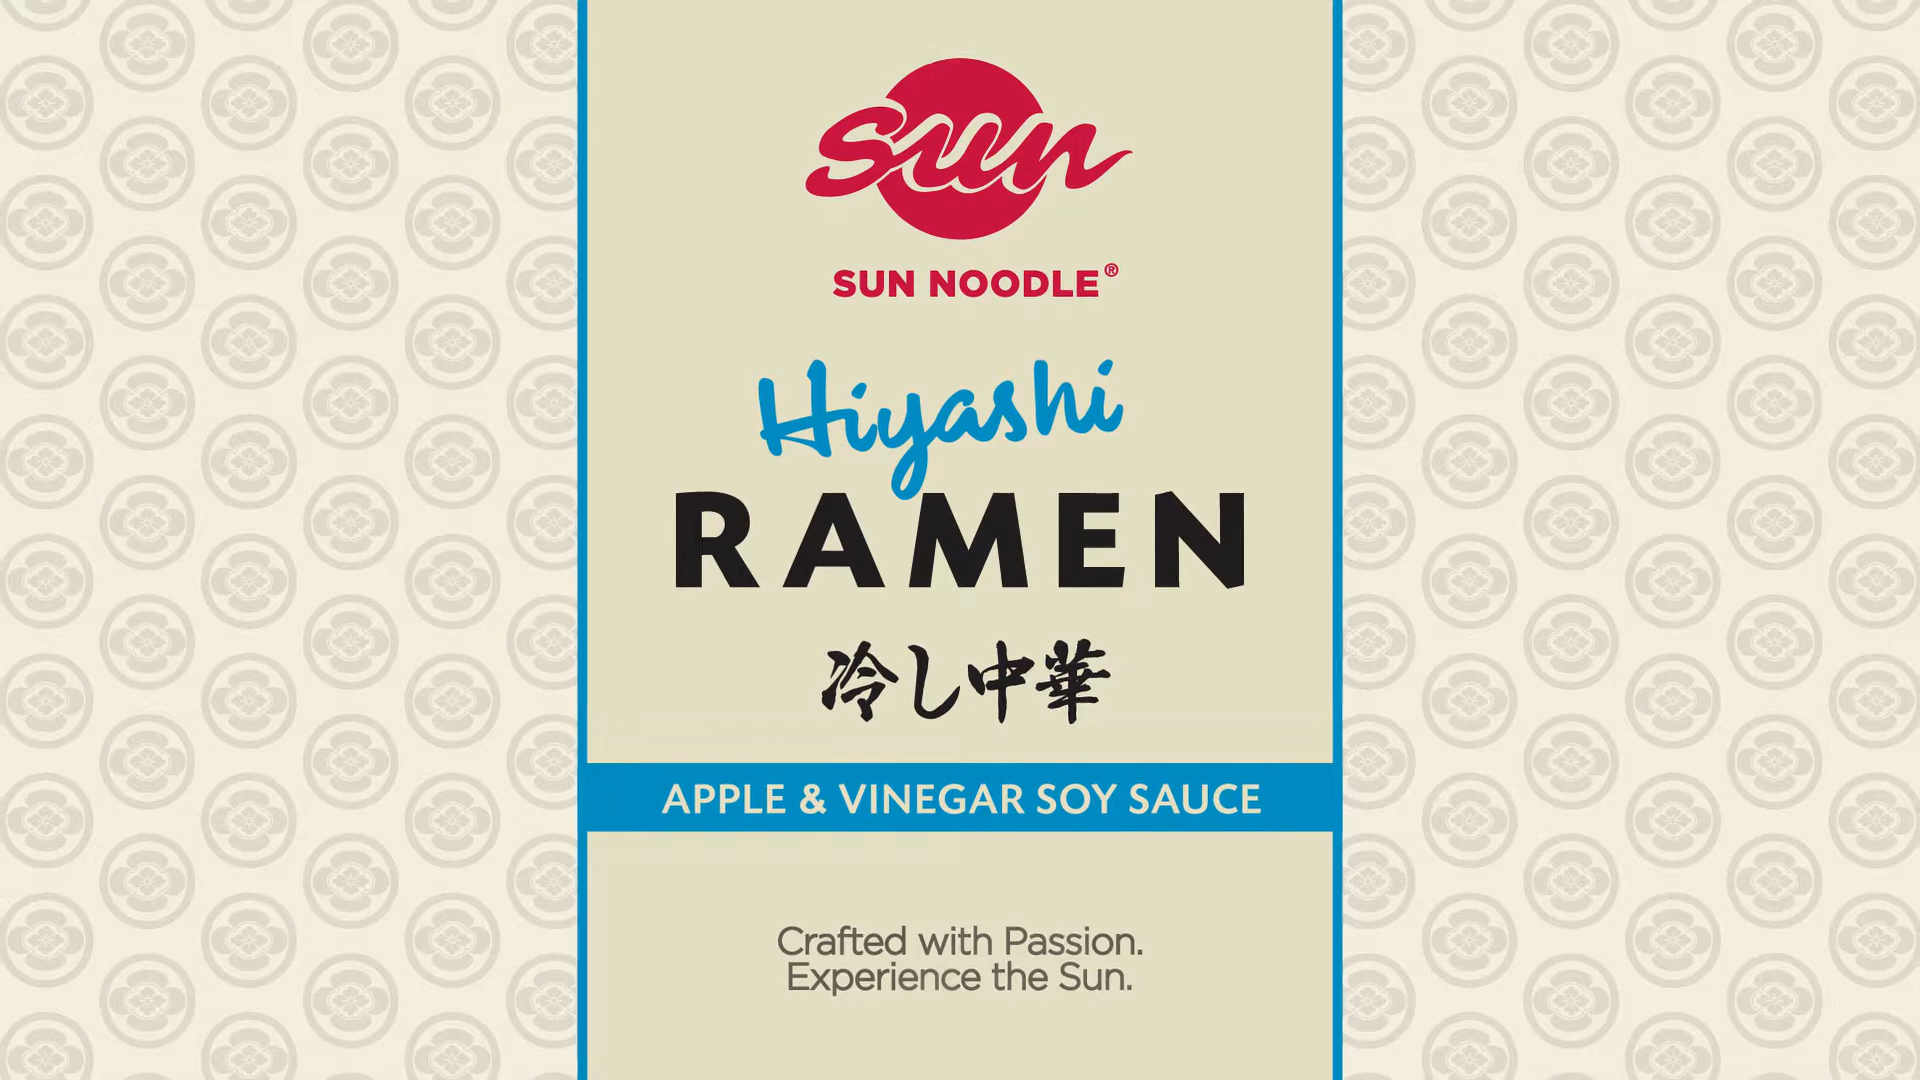 Sun
SUN NOODLE®
Hiyashi
RAMEN
冷し中華
APPLE & VINEGAR SOY SAUCE
Crafted with Passion.
Experience the Sun.